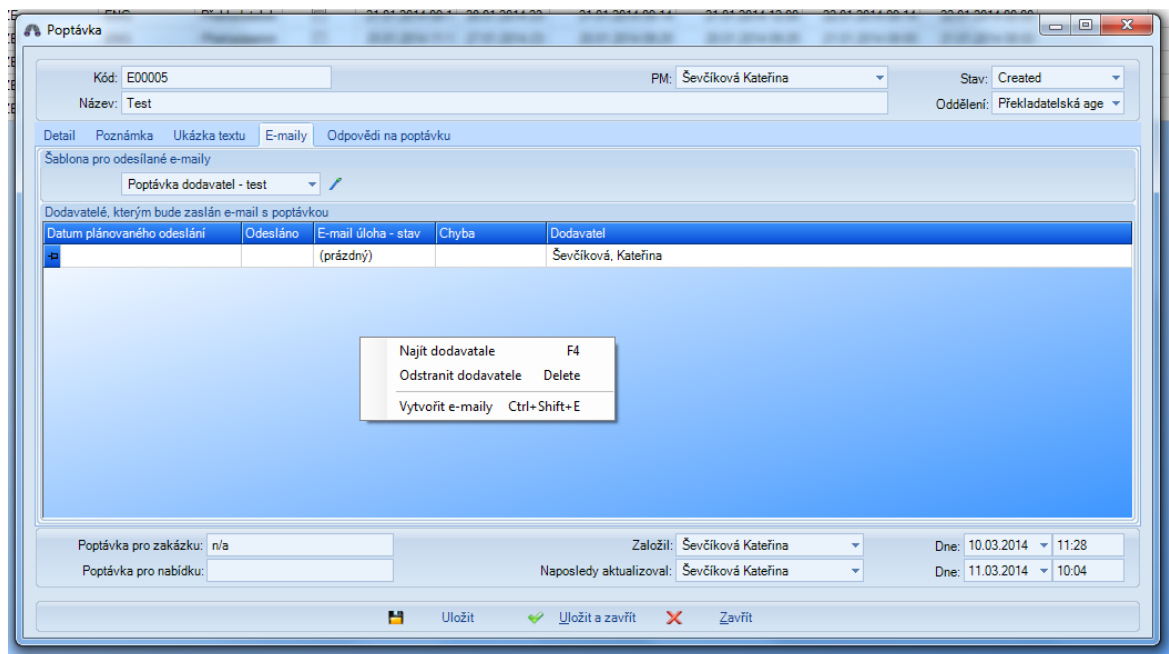 Poptávka
Kód: E00005 PM: Ševčíková Kateřina Stav: Created
Název: Test Oddělení: Překladatelská age
Detail Poznámka Ukázka textu E-maily Odpovědi na poptávku
Šablona pro odesílané e-maily
Poptávka dodavatel - test
Dodavatelé, kterým bude zaslán e-mail s poptávkou
Datum plánovaného odeslání Odesláno E-mail úloha - stav Chyba Dodavatel
(prázdný) Ševčíková, Kateřina
Najít dodavatale F4
Odstranit dodavatele Delete
Vytvořit e-maily Ctrl+Shift+E
Poptávka pro zakázku: n/a Založil: Ševčíková Kateřina Dne: 10.03.2014 11:28
Poptávka pro nabídku: Naposledy aktualizoval: Ševčíková Kateřina Dne: 11.03.2014 10:04
Uložit Uložit a zavřít Zavřít